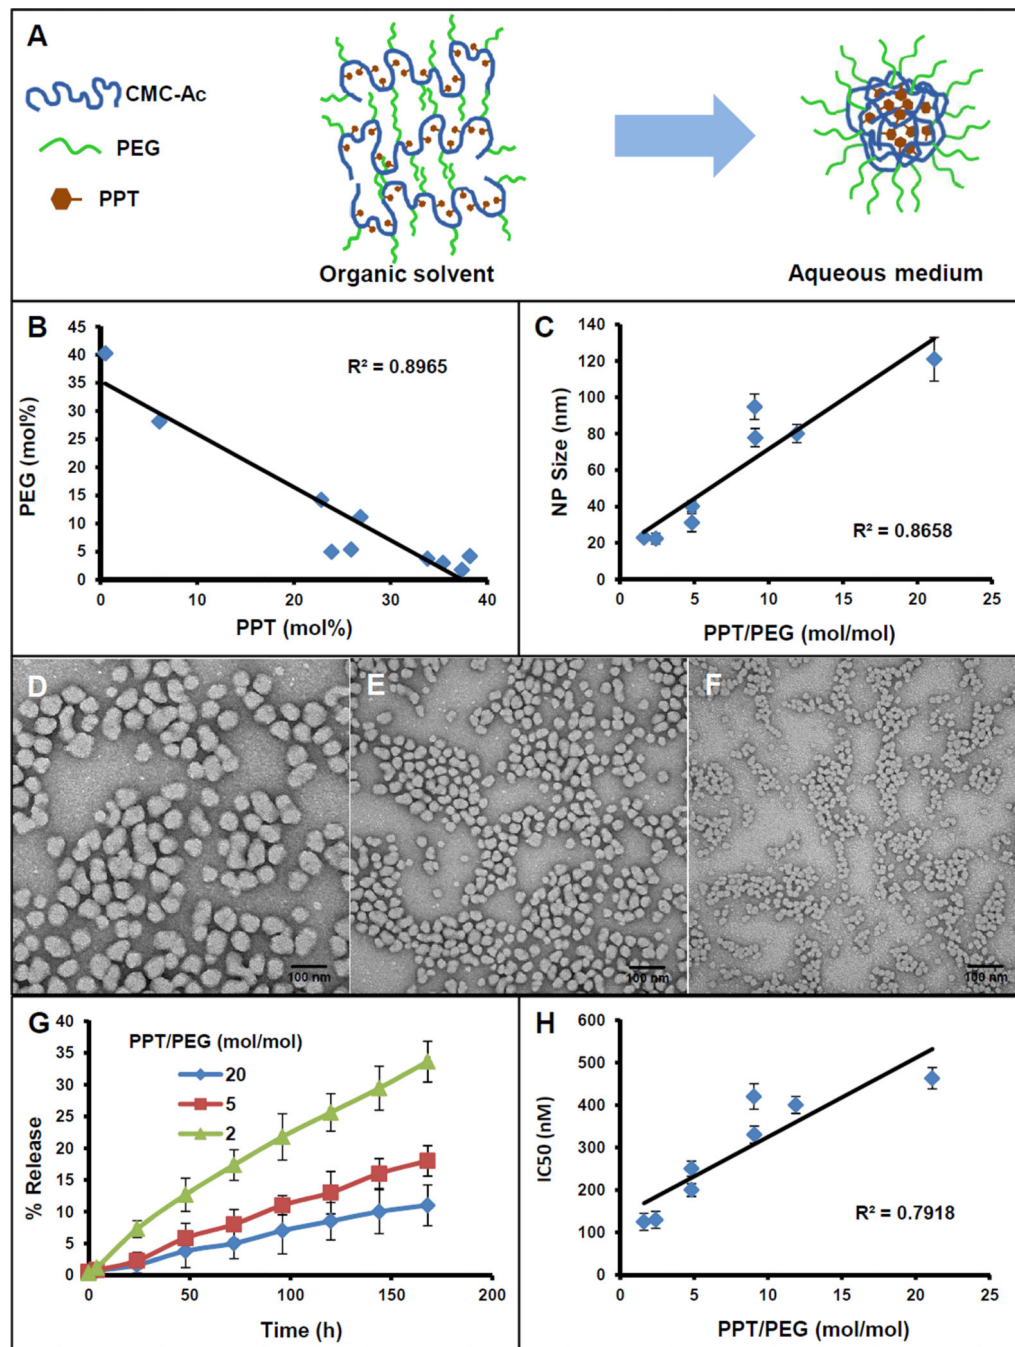 A
CMC-Ac
PEG
PPT
Organic solvent
Aqueous medium
B
R² = 0.8965
PEG (mol%)
45
40
35
30
25
20
15
10
5
0
0 10 20 30 40
PPT (mol%)
C
R² = 0.8658
NP Size (nm)
140
120
100
80
60
40
20
0
0 5 10 15 20 25
PPT/PEG (mol/mol)
D
100 nm
E
100 nm
F
100 nm
G
PPT/PEG (mol/mol)
20
5
2
% Release
40
35
30
25
20
15
10
5
0
0 50 100 150 200
Time (h)
H
R² = 0.7918
IC50 (nM)
600
500
400
300
200
100
0
0 5 10 15 20 25
PPT/PEG (mol/mol)